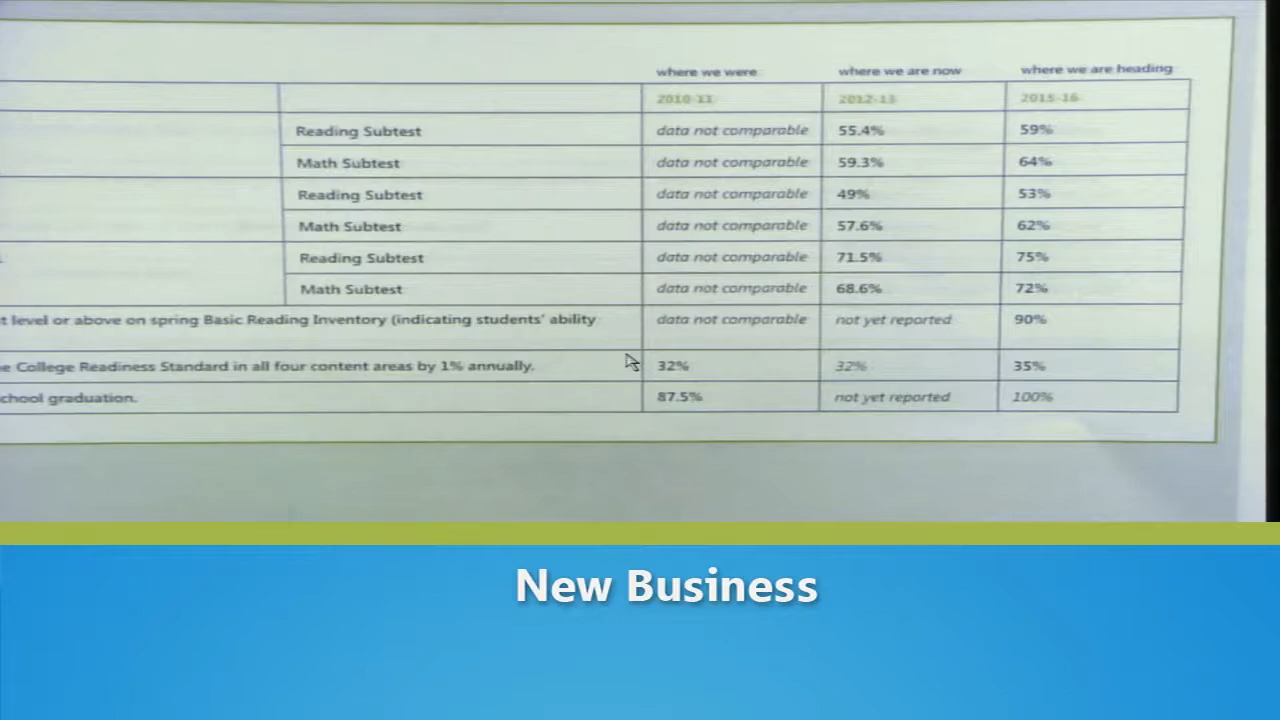 where we were where we are now where we are heading
2010-11 2012-13 2015-16
Reading Subtest data not comparable 55.4% 59%
Math Subtest data not comparable 59.3% 64%
Reading Subtest data not comparable 49% 53%
Math Subtest data not comparable 57.6% 62%
Reading Subtest data not comparable 71.5% 75%
Math Subtest data not comparable 68.6% 72%
t level or above on spring Basic Reading Inventory (indicating students' ability data not comparable not yet reported 90%
e College Readiness Standard in all four content areas by 1% annually. 32% 32% 35%
chool graduation. 87.5% not yet reported 100%
New Business